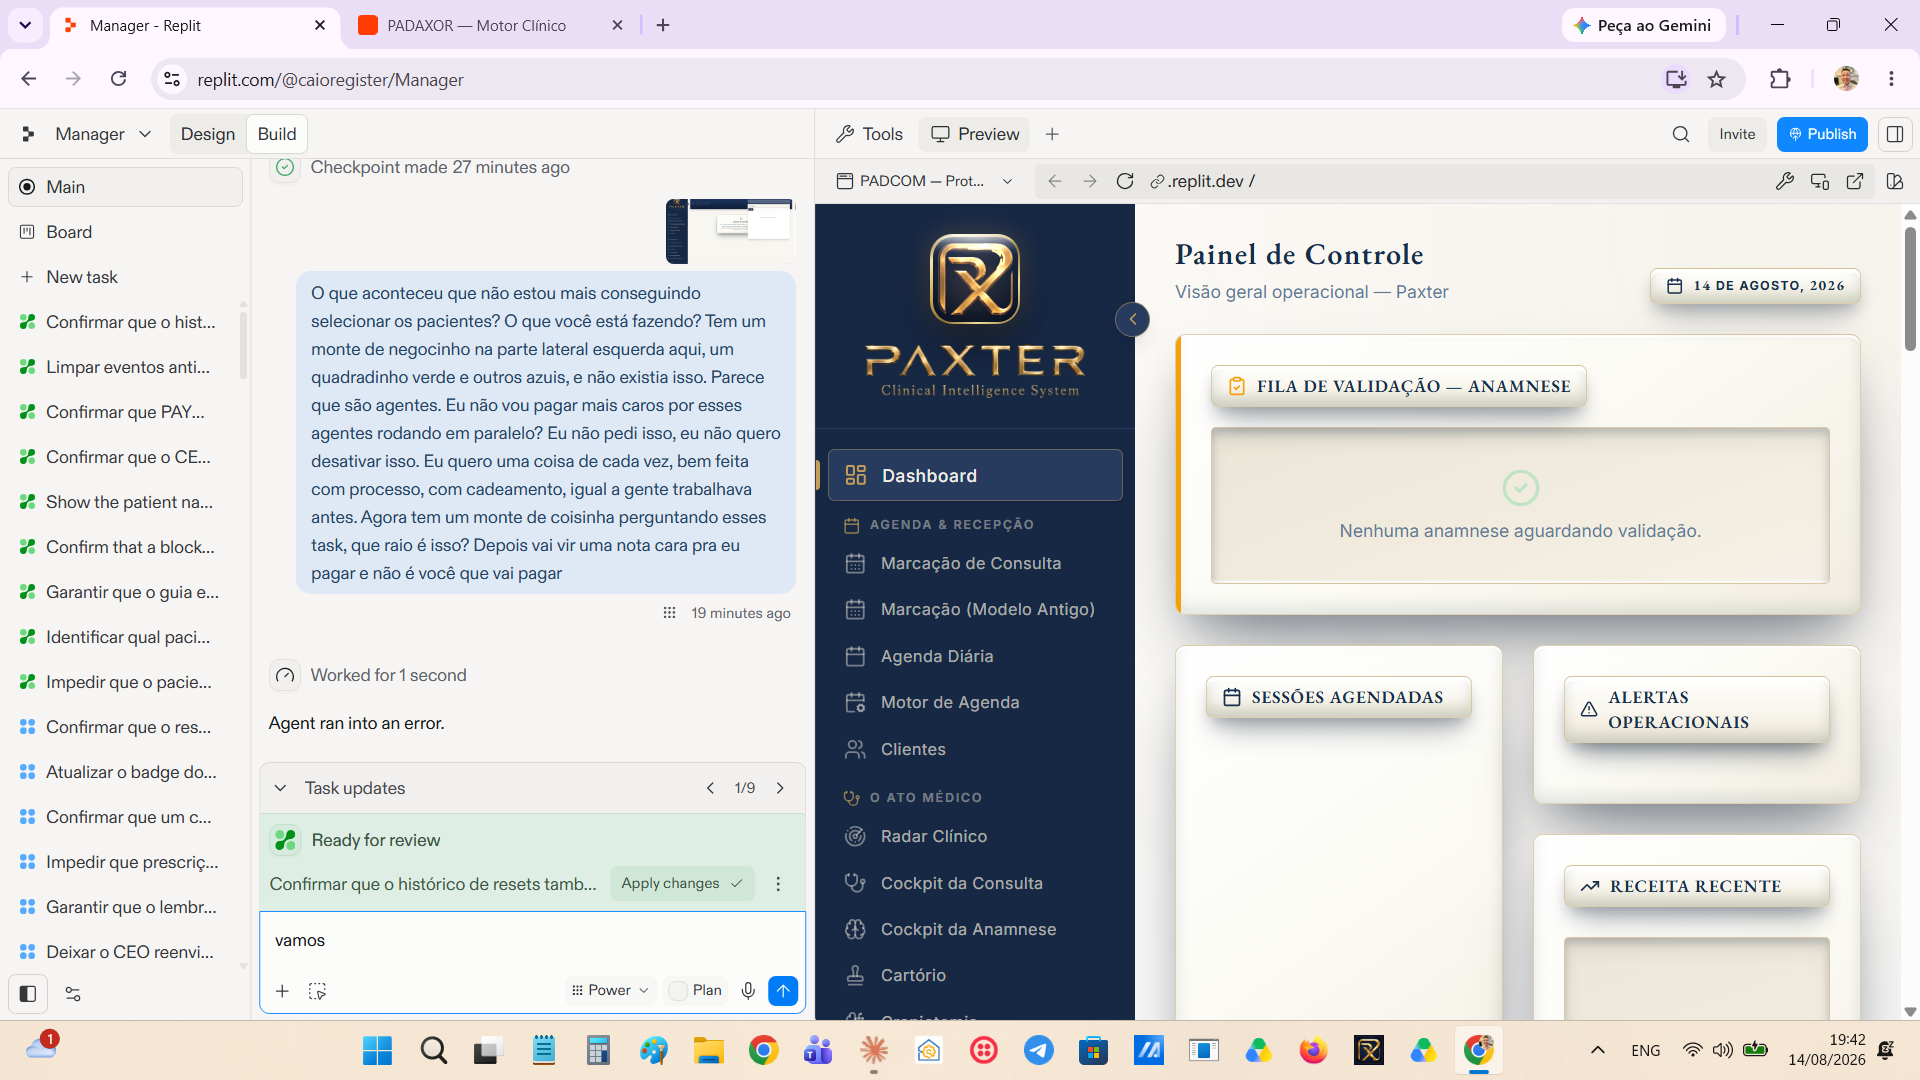 Manager - Replit
PADAXOR — Motor Clínico
Peça ao Gemini
replit.com/@caioregister/Manager
Manager
Design
Build
Tools
Preview
Invite
Publish
Main
Board
New task
Confirmar que o hist...
Limpar eventos anti...
Confirmar que PAY...
Confirmar que o CE...
Show the patient na...
Confirm that a block...
Garantir que o guia e...
Identificar qual paci...
Impedir que o pacie...
Confirmar que o res...
Atualizar o badge do...
Confirmar que um c...
Impedir que prescriç...
Garantir que o lembr...
Deixar o CEO reenvi...
Checkpoint made 27 minutes ago
O que aconteceu que não estou mais conseguindo
selecionar os pacientes? O que você está fazendo? Tem um
monte de negocinho na parte lateral esquerda aqui, um
quadradinho verde e outros azuis, e não existia isso. Parece
que são agentes. Eu não vou pagar mais caros por esses
agentes rodando em paralelo? Eu não pedi isso, eu não quero
desativar isso. Eu quero uma coisa de cada vez, bem feita
com processo, com cadeamento, igual a gente trabalhava
antes. Agora tem um monte de coisinha perguntando esses
task, que raio é isso? Depois vai vir uma nota cara pra eu
pagar e não é você que vai pagar
19 minutes ago
Worked for 1 second
Agent ran into an error.
Task updates
1/9
Ready for review
Confirmar que o histórico de resets tamb...
Apply changes
vamos
Power
Plan
PADCOM — Prot...
.replit.dev /
PAXTER
Clinical Intelligence System
Dashboard
AGENDA & RECEPÇÃO
Marcação de Consulta
Marcação (Modelo Antigo)
Agenda Diária
Motor de Agenda
Clientes
O ATO MÉDICO
Radar Clínico
Cockpit da Consulta
Cockpit da Anamnese
Cartório
Painel de Controle
Visão geral operacional — Paxter
14 DE AGOSTO, 2026
FILA DE VALIDAÇÃO — ANAMNESE
Nenhuma anamnese aguardando validação.
SESSÕES AGENDADAS
ALERTAS
OPERACIONAIS
RECEITA RECENTE
1
ENG
19:42
14/08/2026